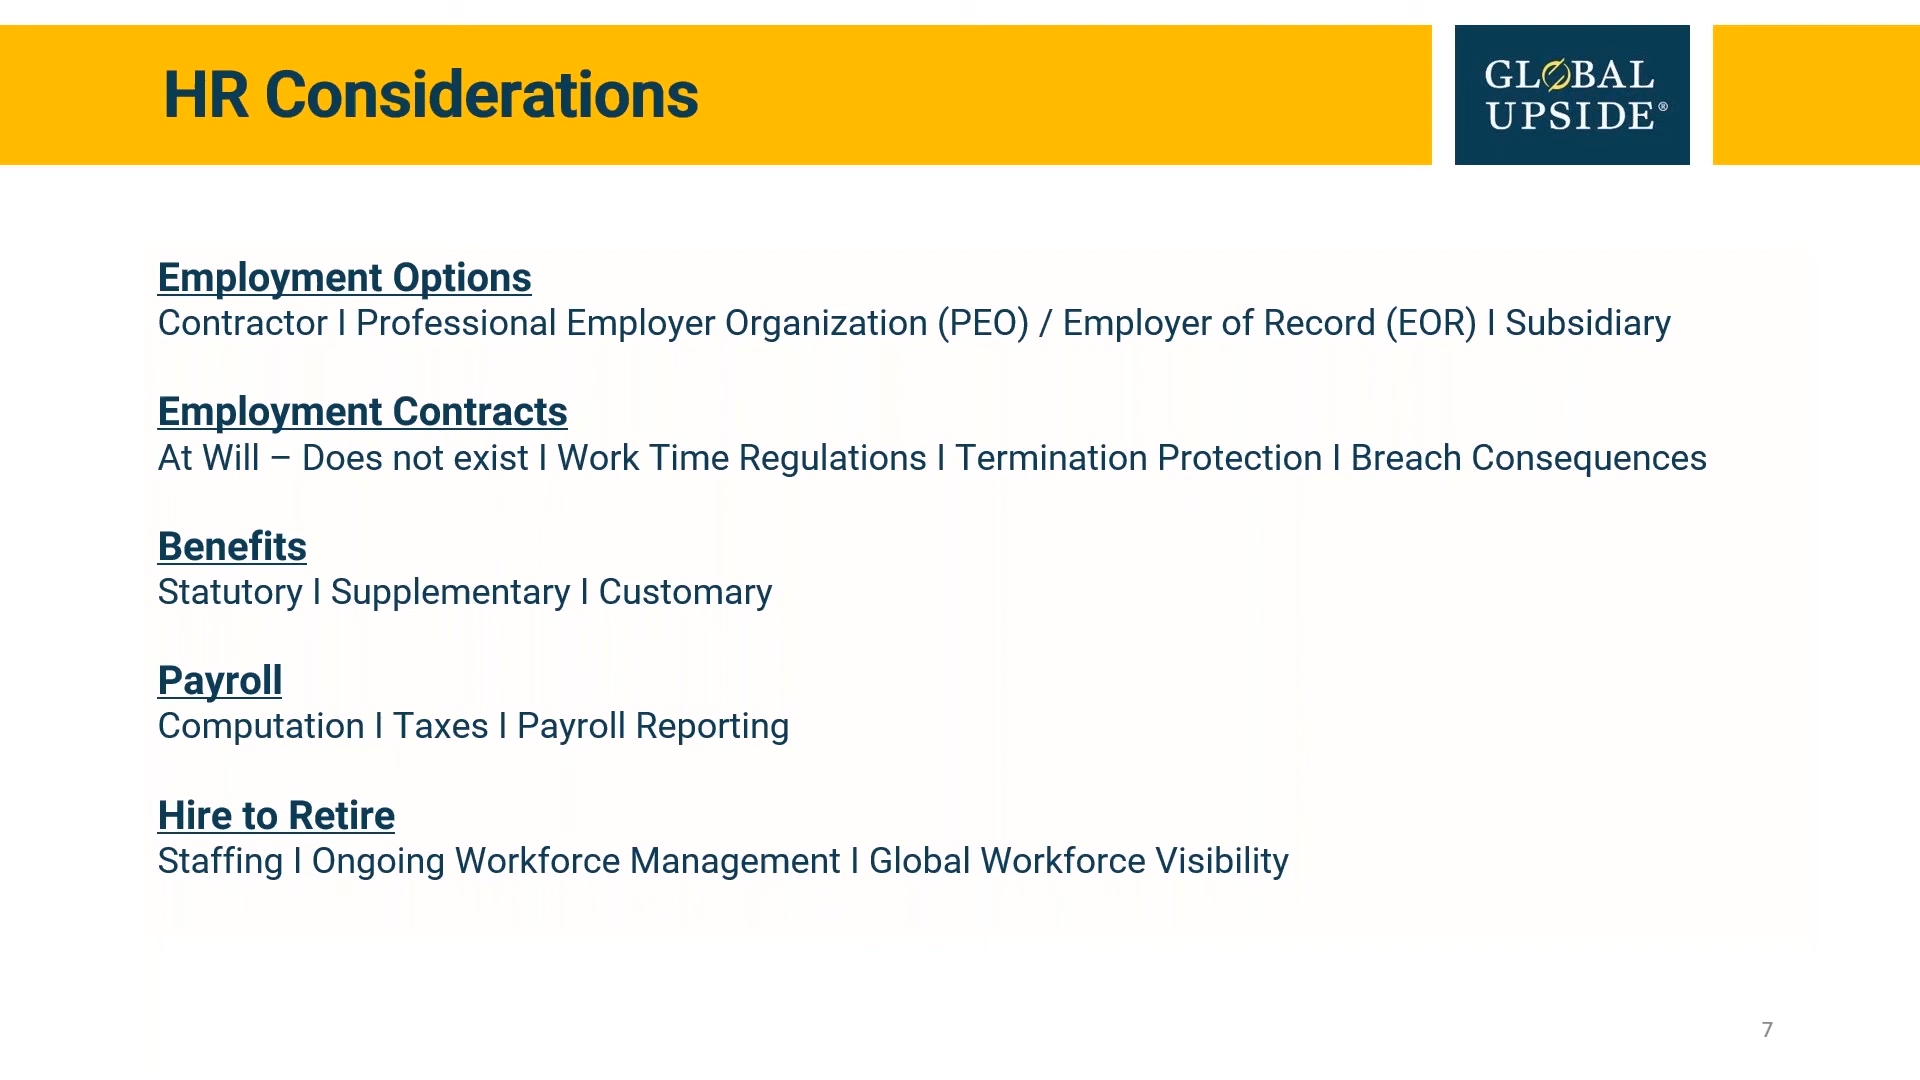 HR Considerations
GLOBAL
UPSIDE®
Employment Options
Contractor I Professional Employer Organization (PEO) / Employer of Record (EOR) I Subsidiary
Employment Contracts
At Will – Does not exist I Work Time Regulations I Termination Protection I Breach Consequences
Benefits
Statutory I Supplementary I Customary
Payroll
Computation I Taxes I Payroll Reporting
Hire to Retire
Staffing I Ongoing Workforce Management I Global Workforce Visibility
7